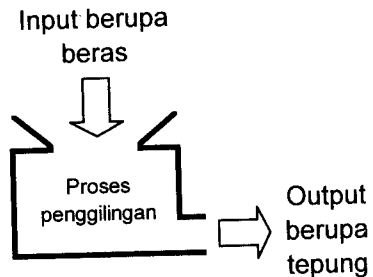 Input berupa
beras
Proses
penggilingan
Output
berupa
tepung